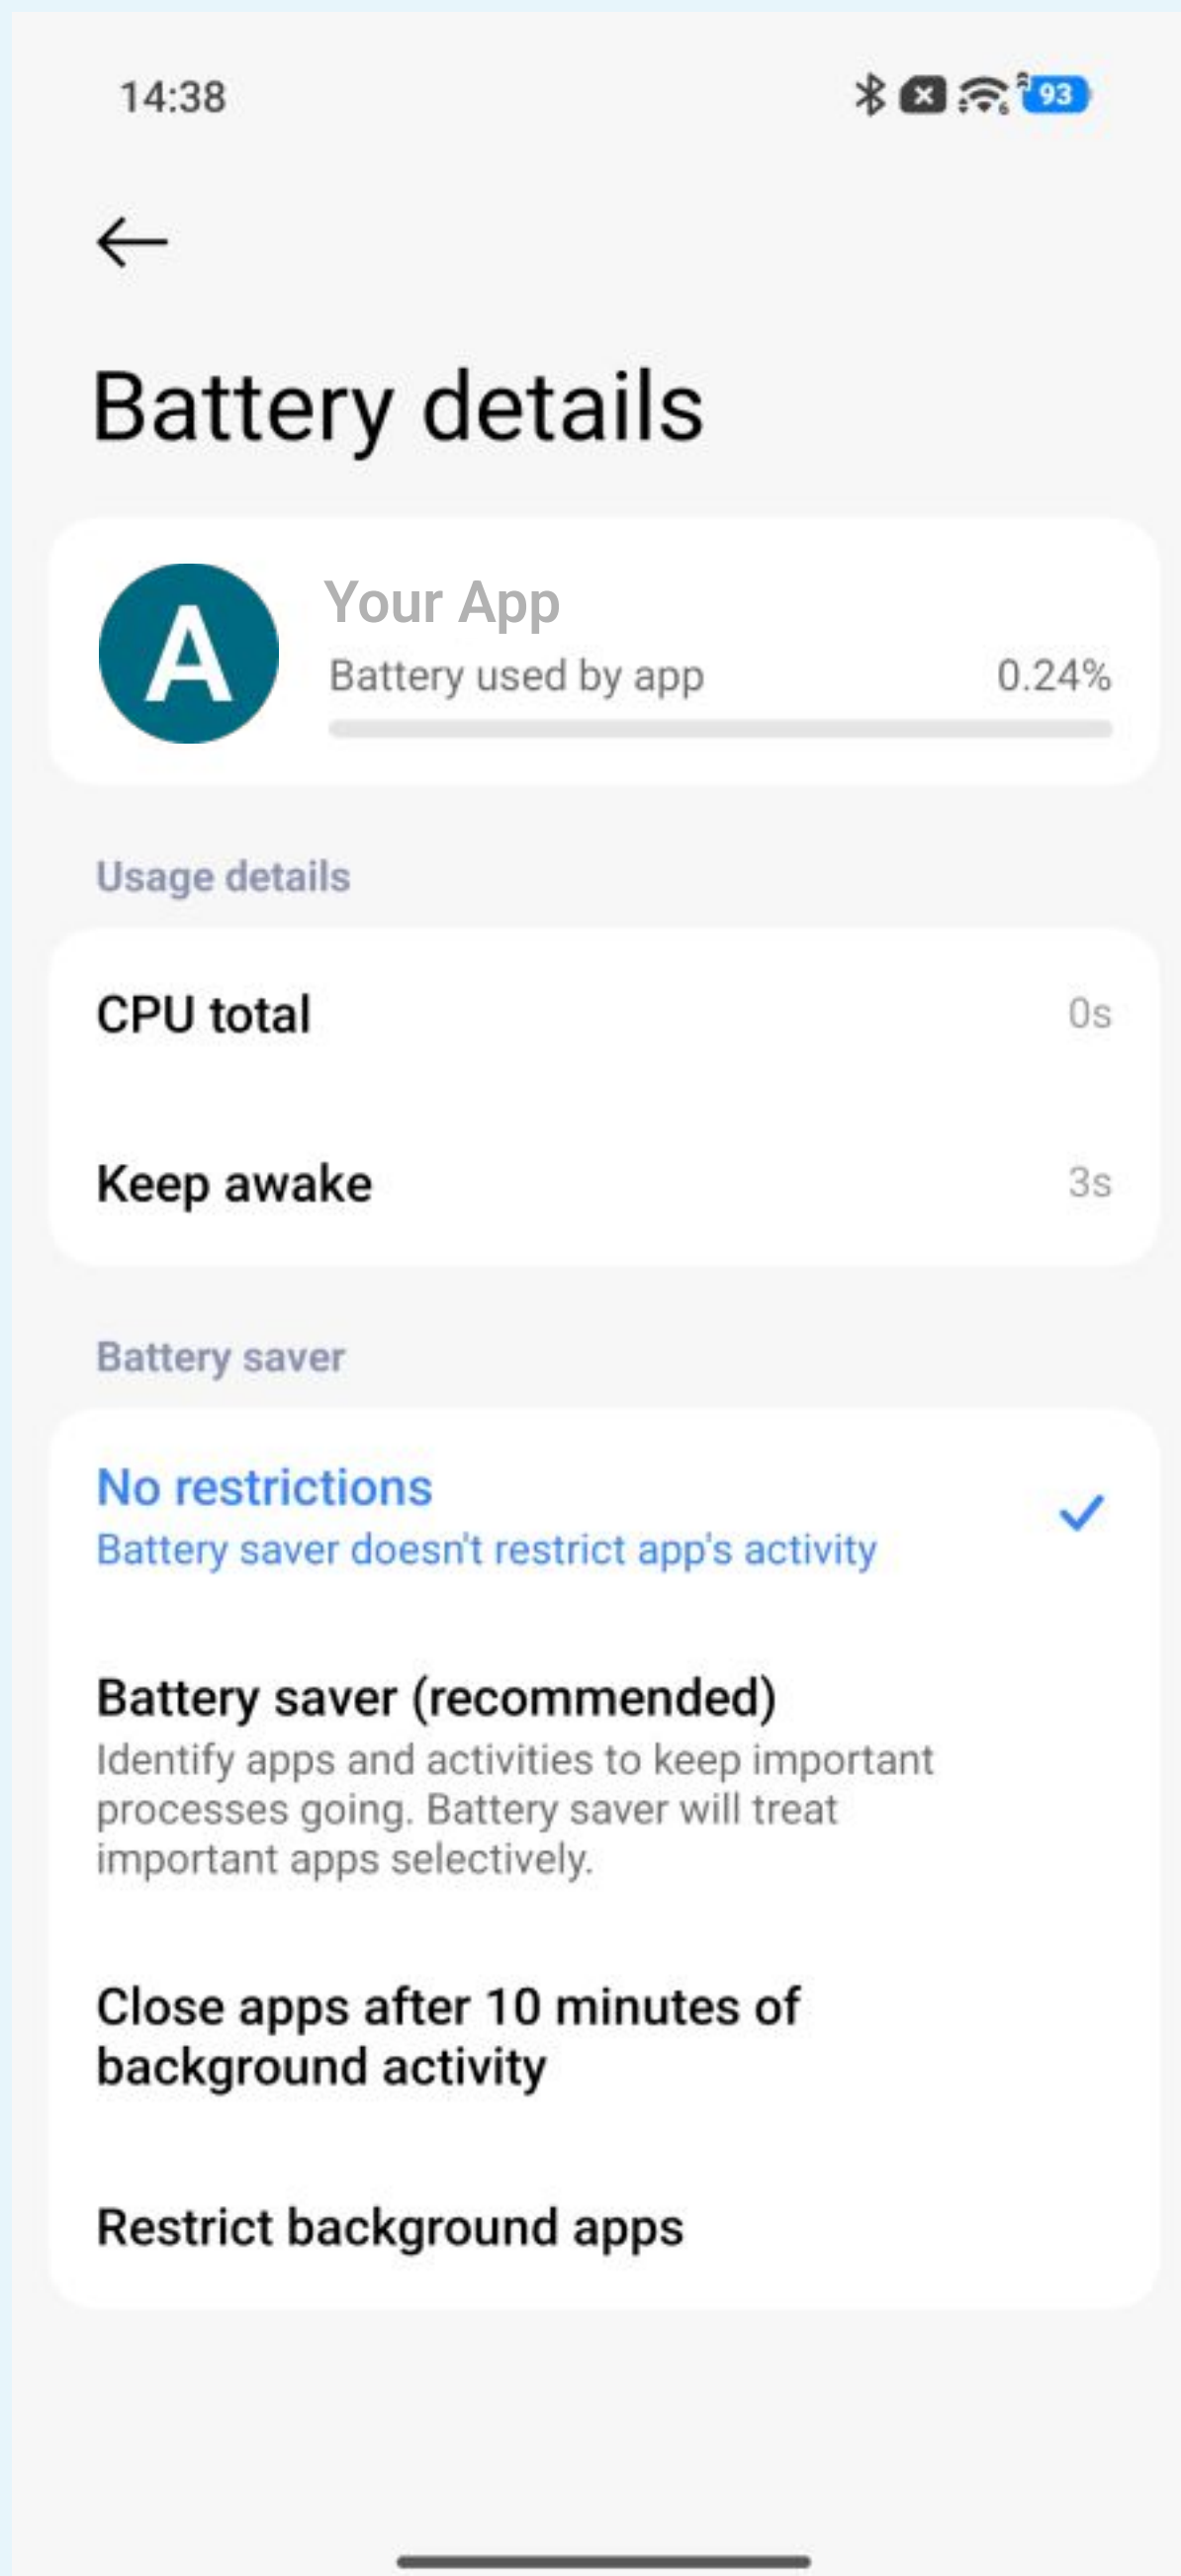 14:38
93
Battery details
A
Your App
Battery used by app 0.24%
Usage details
CPU total 0s
Keep awake 3s
Battery saver
No restrictions
Battery saver doesn't restrict app's activity
Battery saver (recommended)
Identify apps and activities to keep important
processes going. Battery saver will treat
important apps selectively.
Close apps after 10 minutes of
background activity
Restrict background apps